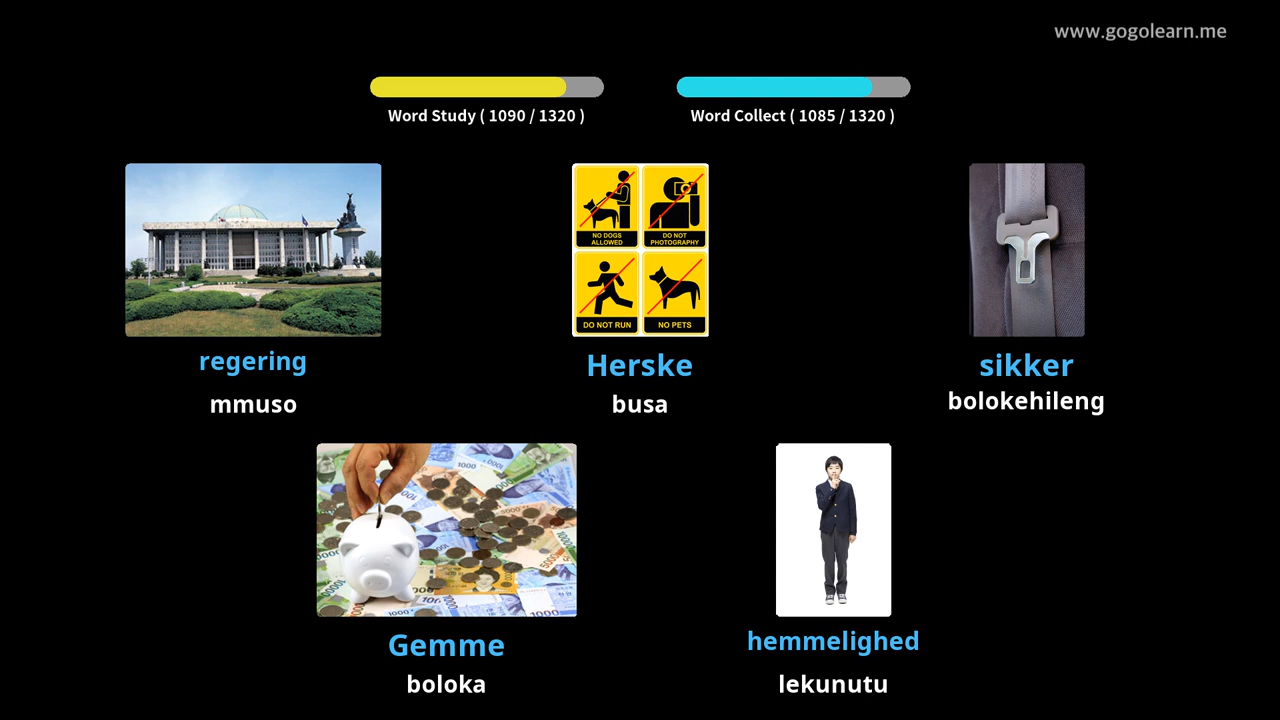 www.gogolearn.me
Word Study ( 1090 / 1320 )
Word Collect ( 1085 / 1320 )
NO DOGS
ALLOWED
DO NOT
PHOTOGRAPHY
DO NOT RUN
NO PETS
regering
Herske
sikker
mmuso
busa
bolokehileng
Gemme
hemmelighed
boloka
lekunutu